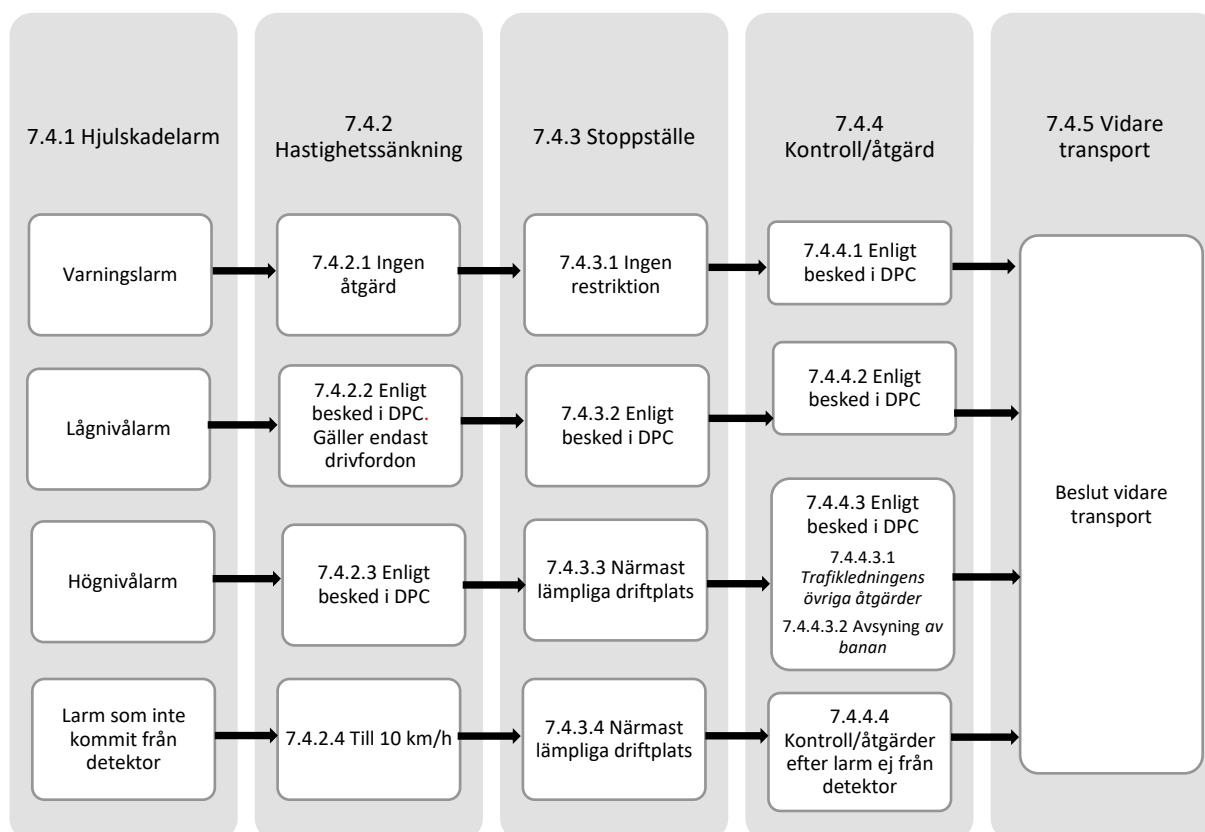 7.4.1 Hjulskadelarm
7.4.2
Hastighetssänkning
7.4.3 Stoppställe
7.4.4
Kontroll/åtgärd
7.4.5 Vidare
transport
Varningslarm
7.4.2.1 Ingen
åtgärd
7.4.3.1 Ingen
restriktion
7.4.4.1 Enligt
besked i DPC
Lågnivålarm
7.4.2.2 Enligt
besked i DPC.
Gäller endast
drivfordon
7.4.3.2 Enligt
besked i DPC
7.4.4.2 Enligt
besked i DPC
Högnivålarm
7.4.2.3 Enligt
besked i DPC
7.4.3.3 Närmast
lämpliga driftplats
7.4.4.3 Enligt
besked i DPC
7.4.4.3.1
Trafikledningens
övriga åtgärder
7.4.4.3.2 Avsyning av
banan
Larm som inte
kommit från
detektor
7.4.2.4 Till 10 km/h
7.4.3.4 Närmast
lämpliga driftplats
7.4.4.4
Kontroll/åtgärder
efter larm ej från
detektor
Beslut vidare
transport